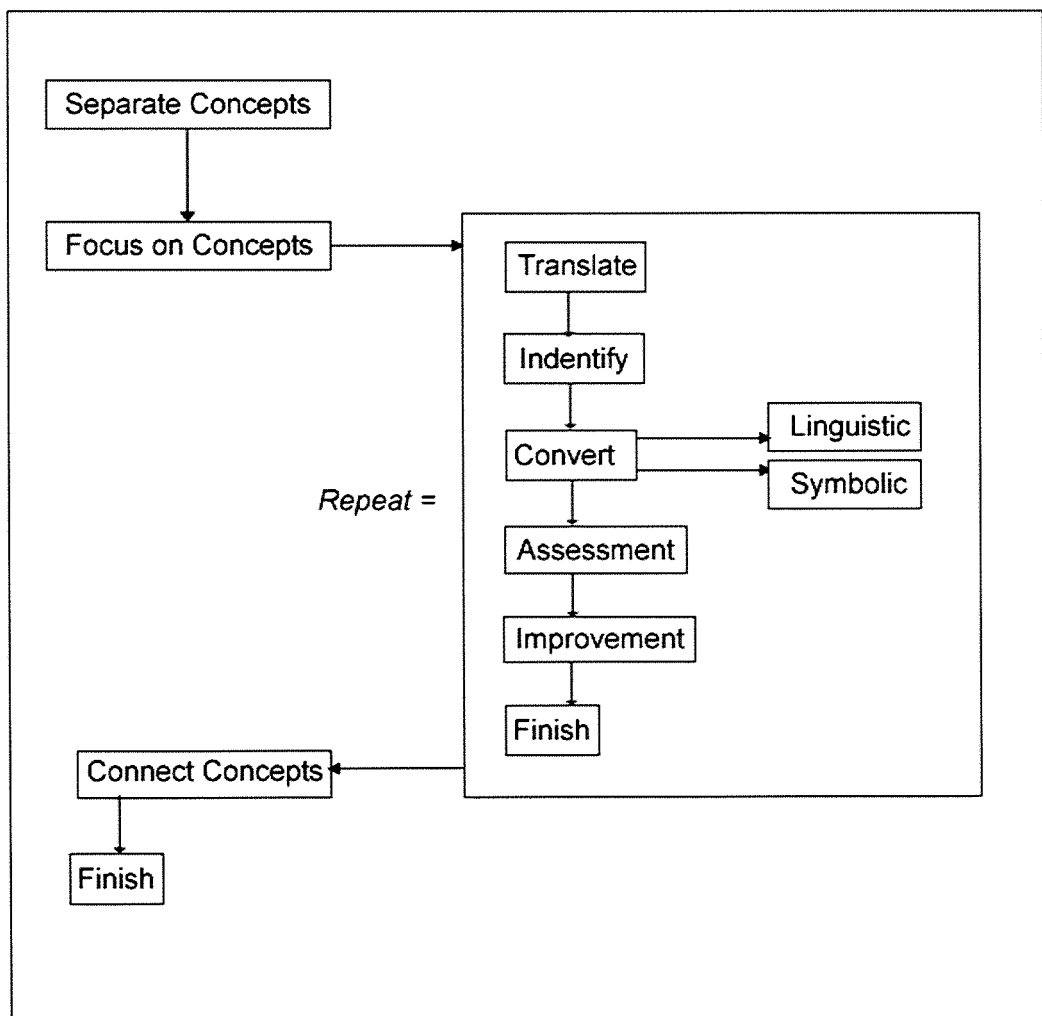 Separate Concepts
Focus on Concepts
Translate
Indentify
Convert
Linguistic
Symbolic
Repeat =
Assessment
Improvement
Finish
Connect Concepts
Finish